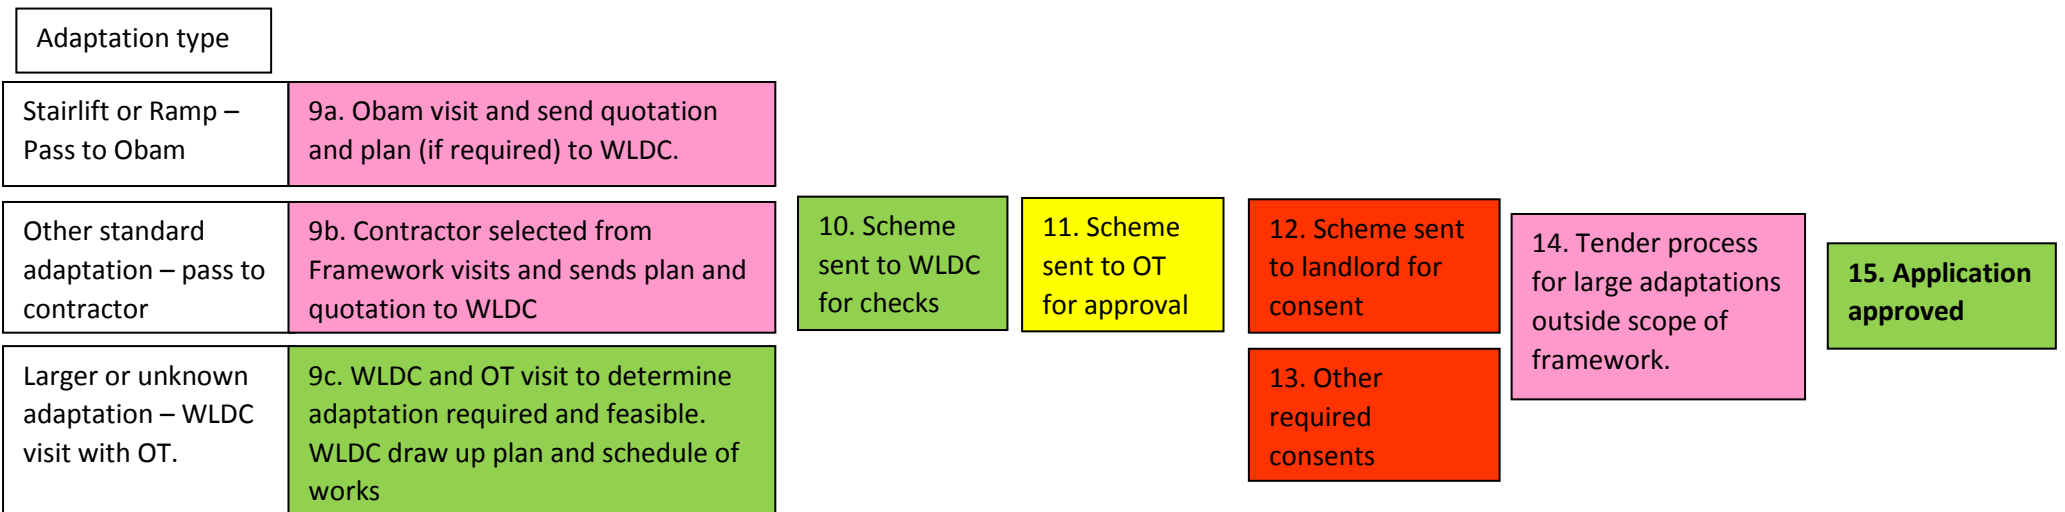 Adaptation type
Stairlift or Ramp –
Pass to Obam
9a. Obam visit and send quotation
and plan (if required) to WLDC.
Other standard
adaptation – pass to
contractor
9b. Contractor selected from
Framework visits and sends plan and
quotation to WLDC
Larger or unknown
adaptation – WLDC
visit with OT.
9c. WLDC and OT visit to determine
adaptation required and feasible.
WLDC draw up plan and schedule of
works
10. Scheme
sent to WLDC
for checks
11. Scheme
sent to OT
for approval
12. Scheme sent
to landlord for
consent
13. Other
required
consents
14. Tender process
for large adaptations
outside scope of
framework.
15. Application
approved